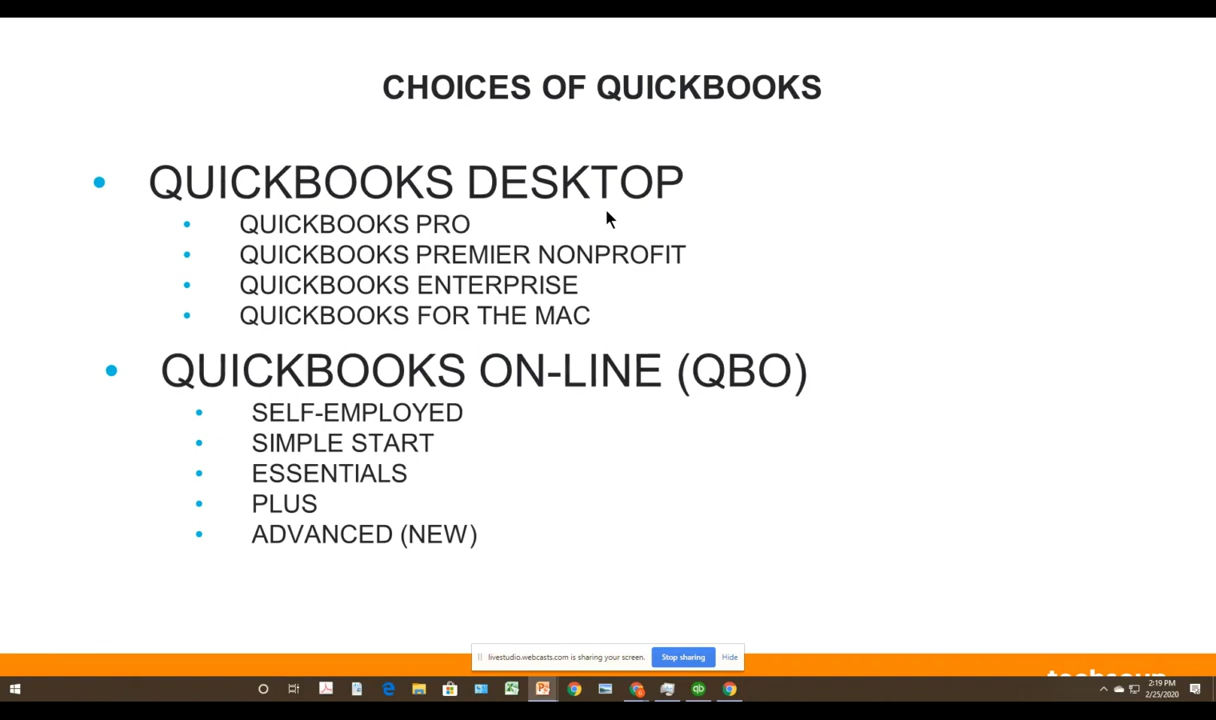 CHOICES OF QUICKBOOKS
• QUICKBOOKS DESKTOP
• QUICKBOOKS PRO
• QUICKBOOKS PREMIER NONPROFIT
• QUICKBOOKS ENTERPRISE
• QUICKBOOKS FOR THE MAC
• QUICKBOOKS ON-LINE (QBO)
• SELF-EMPLOYED
• SIMPLE START
• ESSENTIALS
• PLUS
• ADVANCED (NEW)
livestudio.webcasts.com is sharing your screen. Stop sharing Hide
2:19 PM
2/25/2020